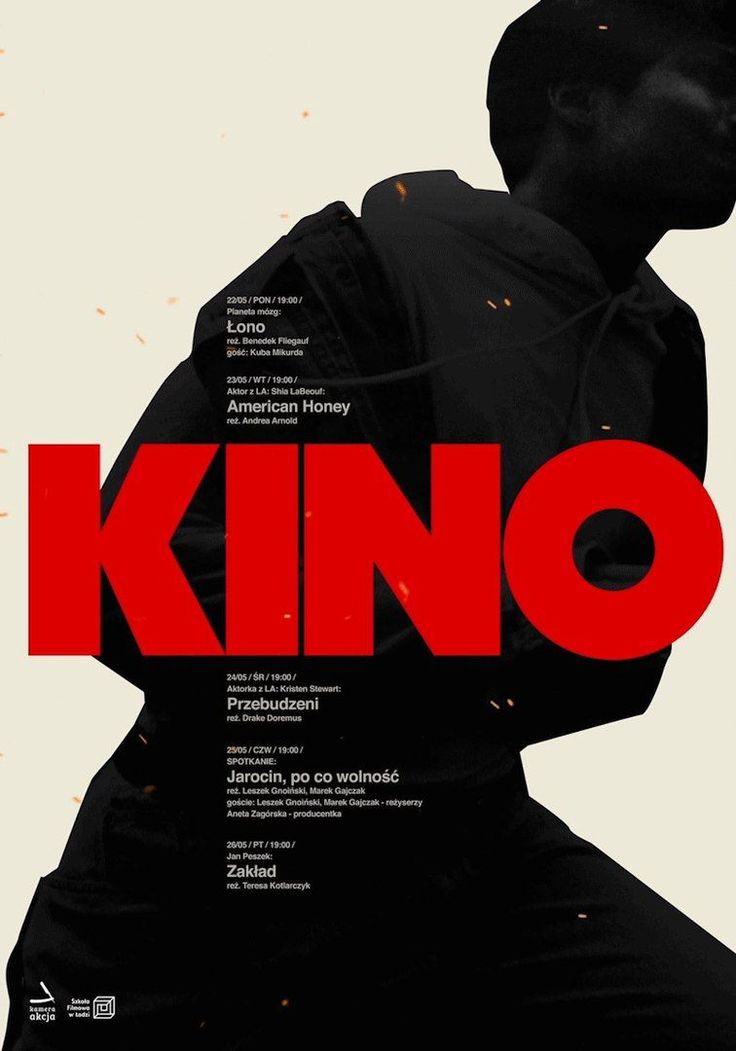 22/05 / PON / 19:00 /
Planeta mózg:
Łono
reż. Benedek Fliegauf
gość: Kuba Mikurda
23/05 / WT / 19:00 /
Aktor z LA: Shia LaBeouf:
American Honey
reż. Andrea Arnold
KINO
24/05 / ŚR / 19:00 /
Aktorka z LA: Kristen Stewart:
Przebudzeni
reż. Drake Doremus
25/05 / CZW / 19:00 /
SPOTKANIE:
Jarocin, po co wolność
reż. Leszek Gnoiński, Marek Gajczak
goście: Leszek Gnoiński, Marek Gajczak - reżyserzy
Aneta Zagórska - producentka
26/05 / PT / 19:00 /
Jan Peszek:
Zakład
reż. Teresa Kotlarczyk
kamera
akcja
Szkoła
Filmowa
w Łodzi